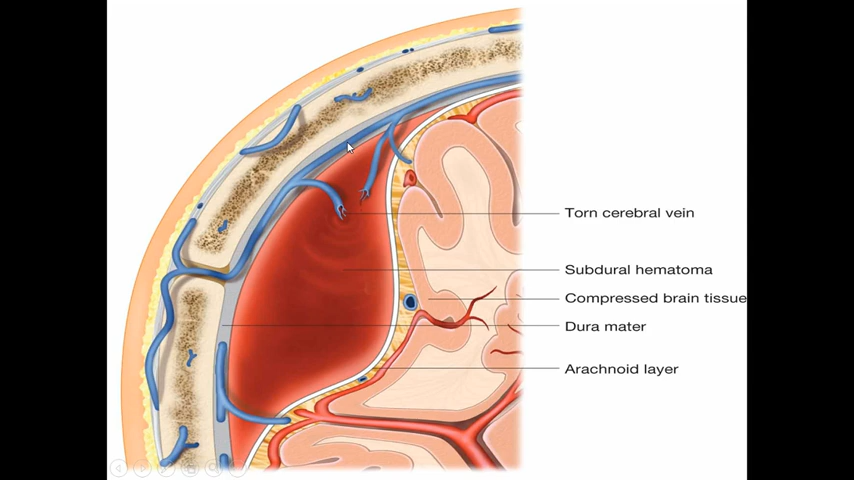 Torn cerebral vein
Subdural hematoma
Compressed brain tissue
Dura mater
Arachnoid layer